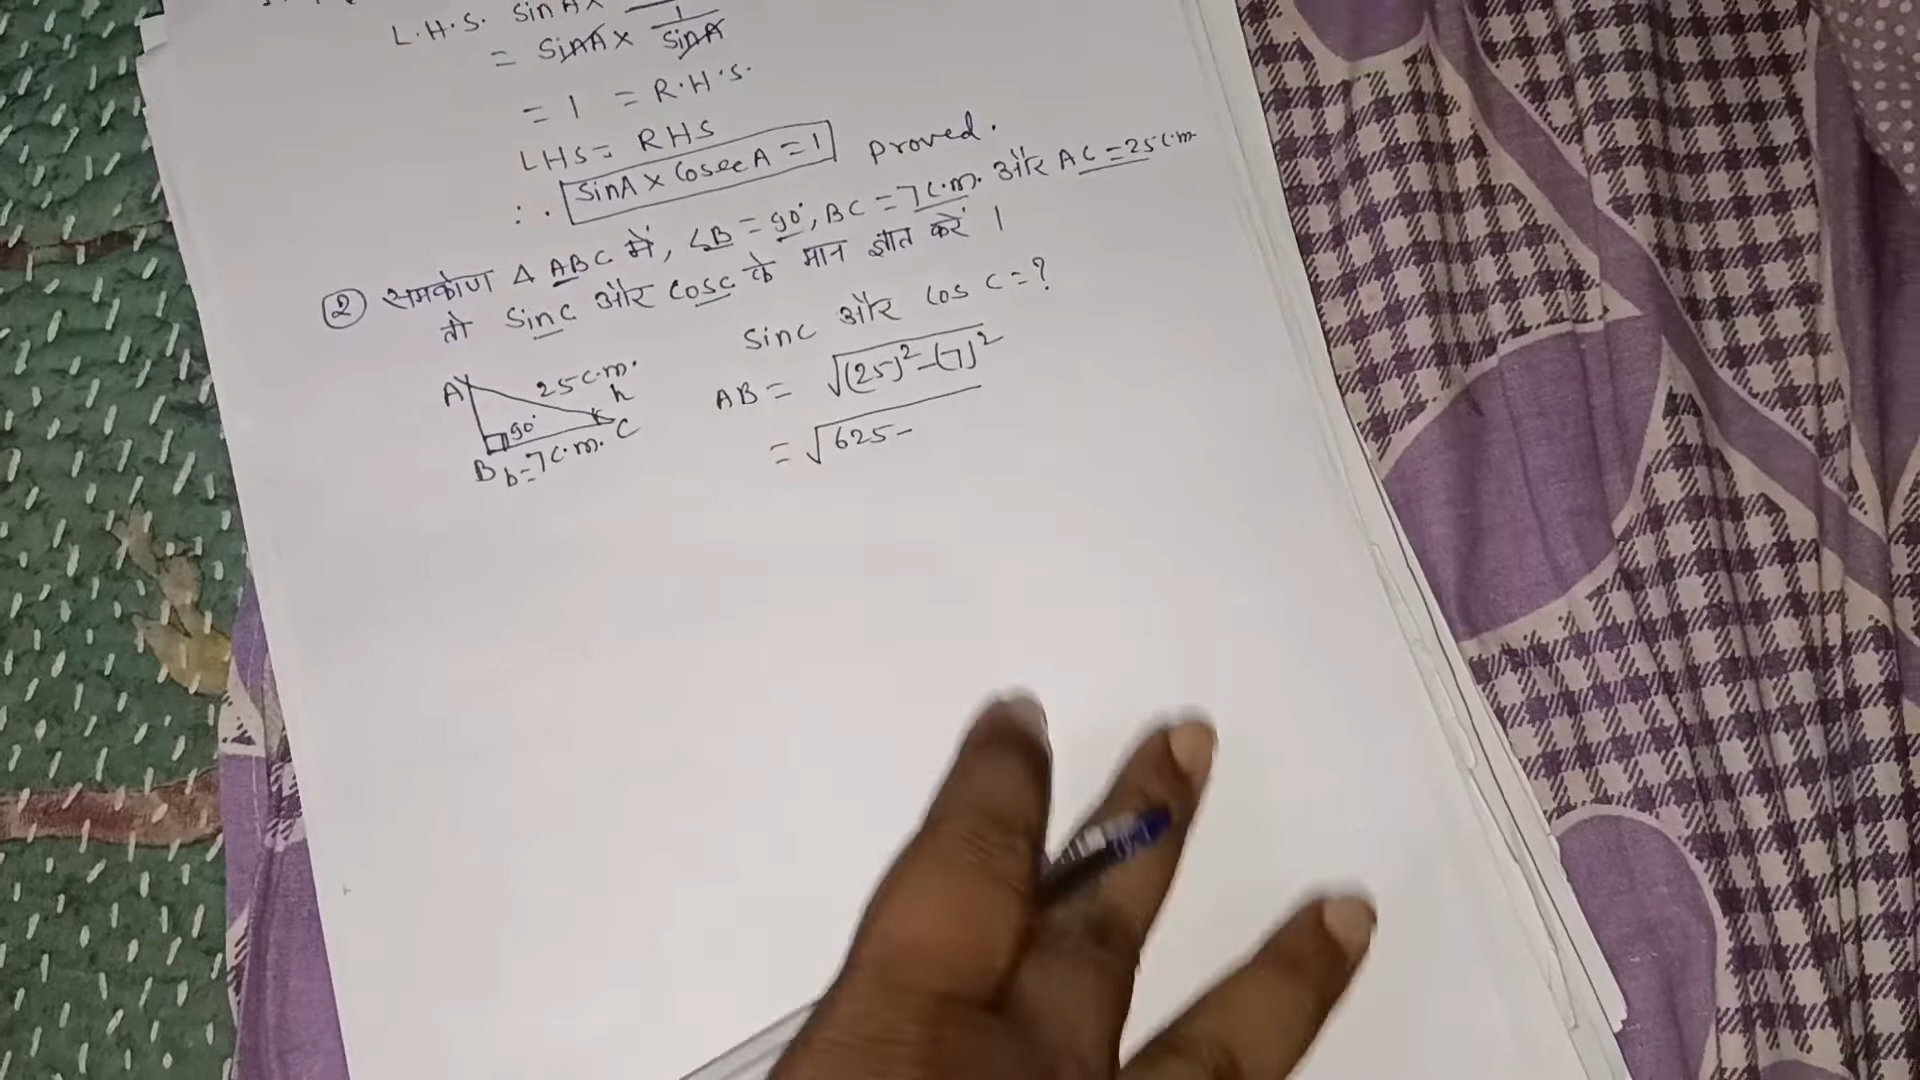 L.H.S. sinA×
= SinA × 1/SinA
= 1 = R.H.S.
LHS = RHS
∴ SinA × CosecA = 1 proved.
② समकोण Δ ABC में, ∠B = 90°, BC = 7 c.m. और AC = 25 c.m
तो Sinc और Cosc के मान ज्ञात करें ।
Sinc और Cos C = ?
A 25 c.m. h
90° C
B b=7 c.m.
AB = √(25)² - (7)²
= √625 -